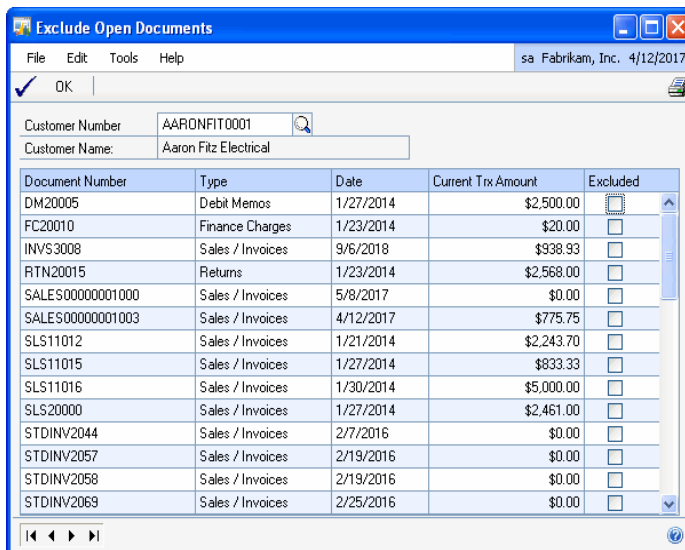 Exclude Open Documents
File Edit Tools Help sa Fabrikam, Inc. 4/12/2017
OK
Customer Number AARONFIT0001
Customer Name: Aaron Fitz Electrical
Document Number Type Date Current Trx Amount Excluded
DM20005 Debit Memos 1/27/2014 $2,500.00
FC20010 Finance Charges 1/23/2014 $20.00
INVS3008 Sales / Invoices 9/6/2018 $938.93
RTN20015 Returns 1/23/2014 $2,568.00
SALES00000001000 Sales / Invoices 5/8/2017 $0.00
SALES00000001003 Sales / Invoices 4/12/2017 $775.75
SLS11012 Sales / Invoices 1/21/2014 $2,243.70
SLS11015 Sales / Invoices 1/27/2014 $833.33
SLS11016 Sales / Invoices 1/30/2014 $5,000.00
SLS20000 Sales / Invoices 1/27/2014 $2,461.00
STDINV2044 Sales / Invoices 2/7/2016 $0.00
STDINV2057 Sales / Invoices 2/19/2016 $0.00
STDINV2058 Sales / Invoices 2/19/2016 $0.00
STDINV2069 Sales / Invoices 2/25/2016 $0.00